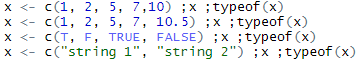 x <- c(1, 2, 5, 7,10) ;x ;typeof(x)
x <- c(1, 2, 5, 7, 10.5) ;x ;typeof(x)
x <- c(T, F, TRUE, FALSE) ;x ;typeof(x)
x <- c("string 1", "string 2") ;x ;typeof(x)